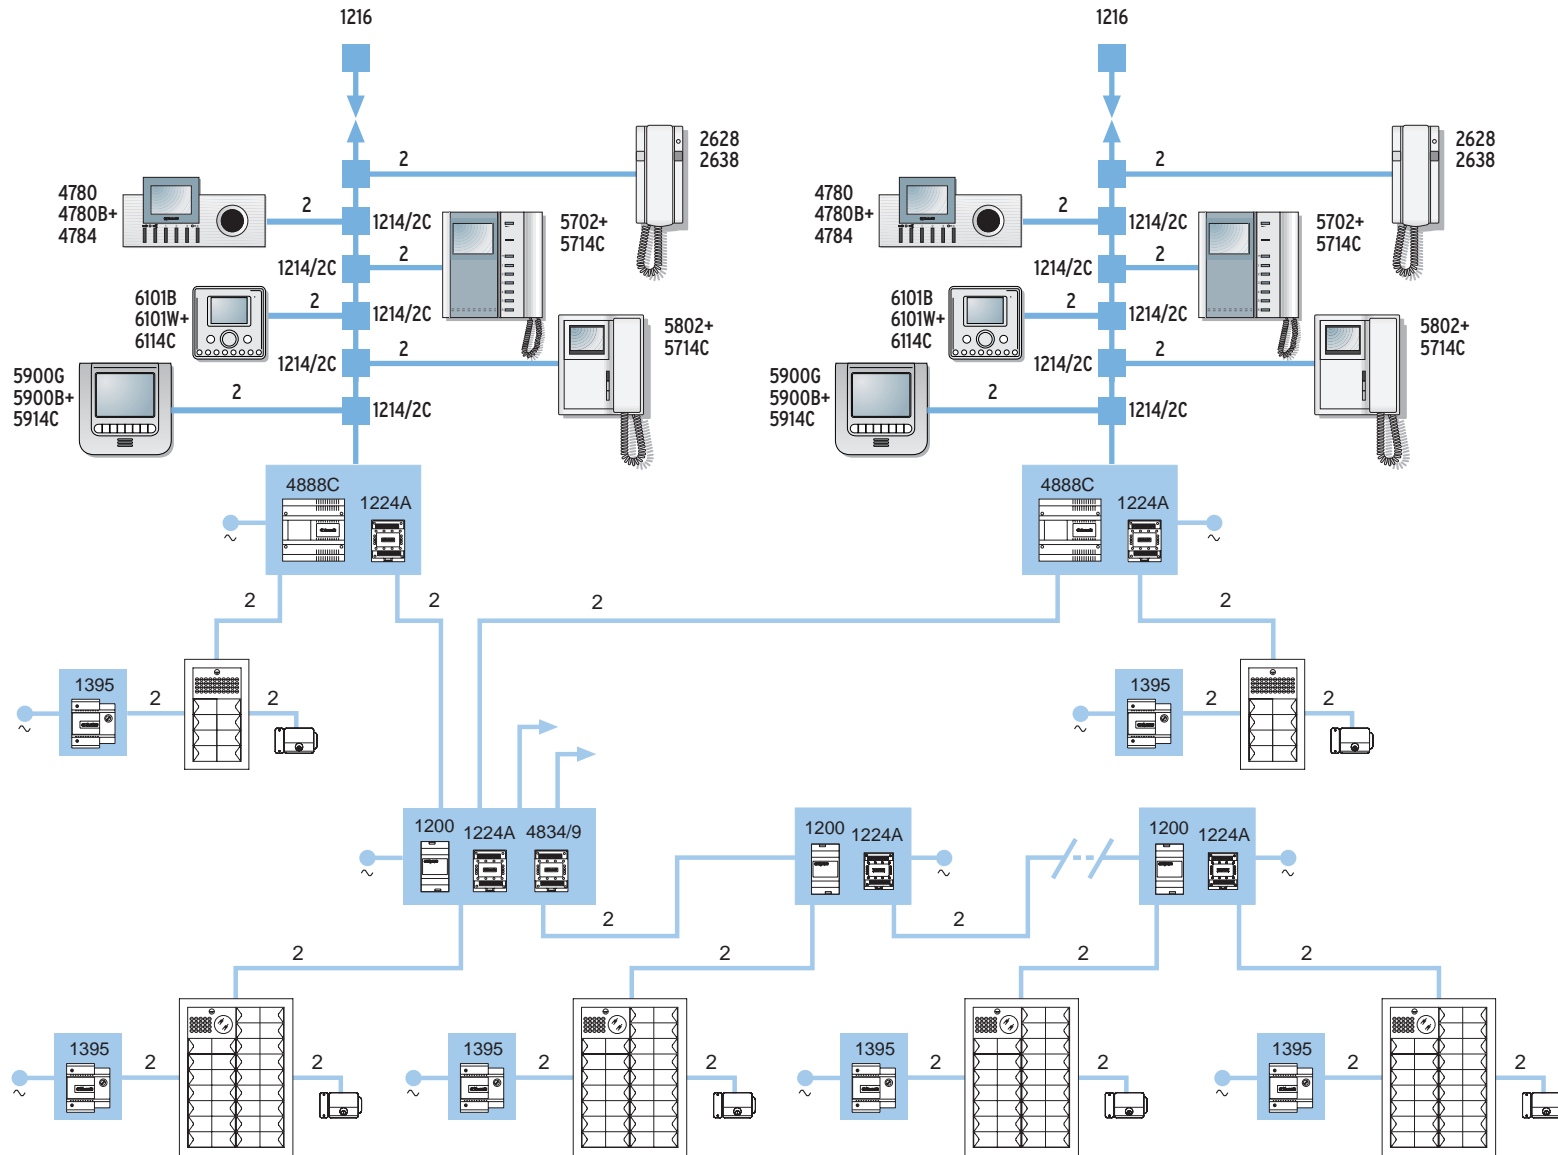 1216
1216
2
2628
2638
2
2628
2638
4780
4780B+
4784
2
1214/2C
5702+
5714C
4780
4780B+
4784
2
1214/2C
5702+
5714C
1214/2C
2
1214/2C
2
6101B
6101W+
6114C
2
1214/2C
6101B
6101W+
6114C
2
1214/2C
1214/2C
2
5802+
5714C
1214/2C
2
5802+
5714C
5900G
5900B+
5914C
2
1214/2C
5900G
5900B+
5914C
2
1214/2C
4888C
1224A
~
4888C
1224A
~
2
2
2
2
1395
2
2
~
1395
2
2
~
1200
1224A
4834/9
~
1200
1224A
~
1200
1224A
~
2
2
2
2
2
2
1395
2
2
~
1395
2
2
~
1395
2
2
~
1395
2
2
~